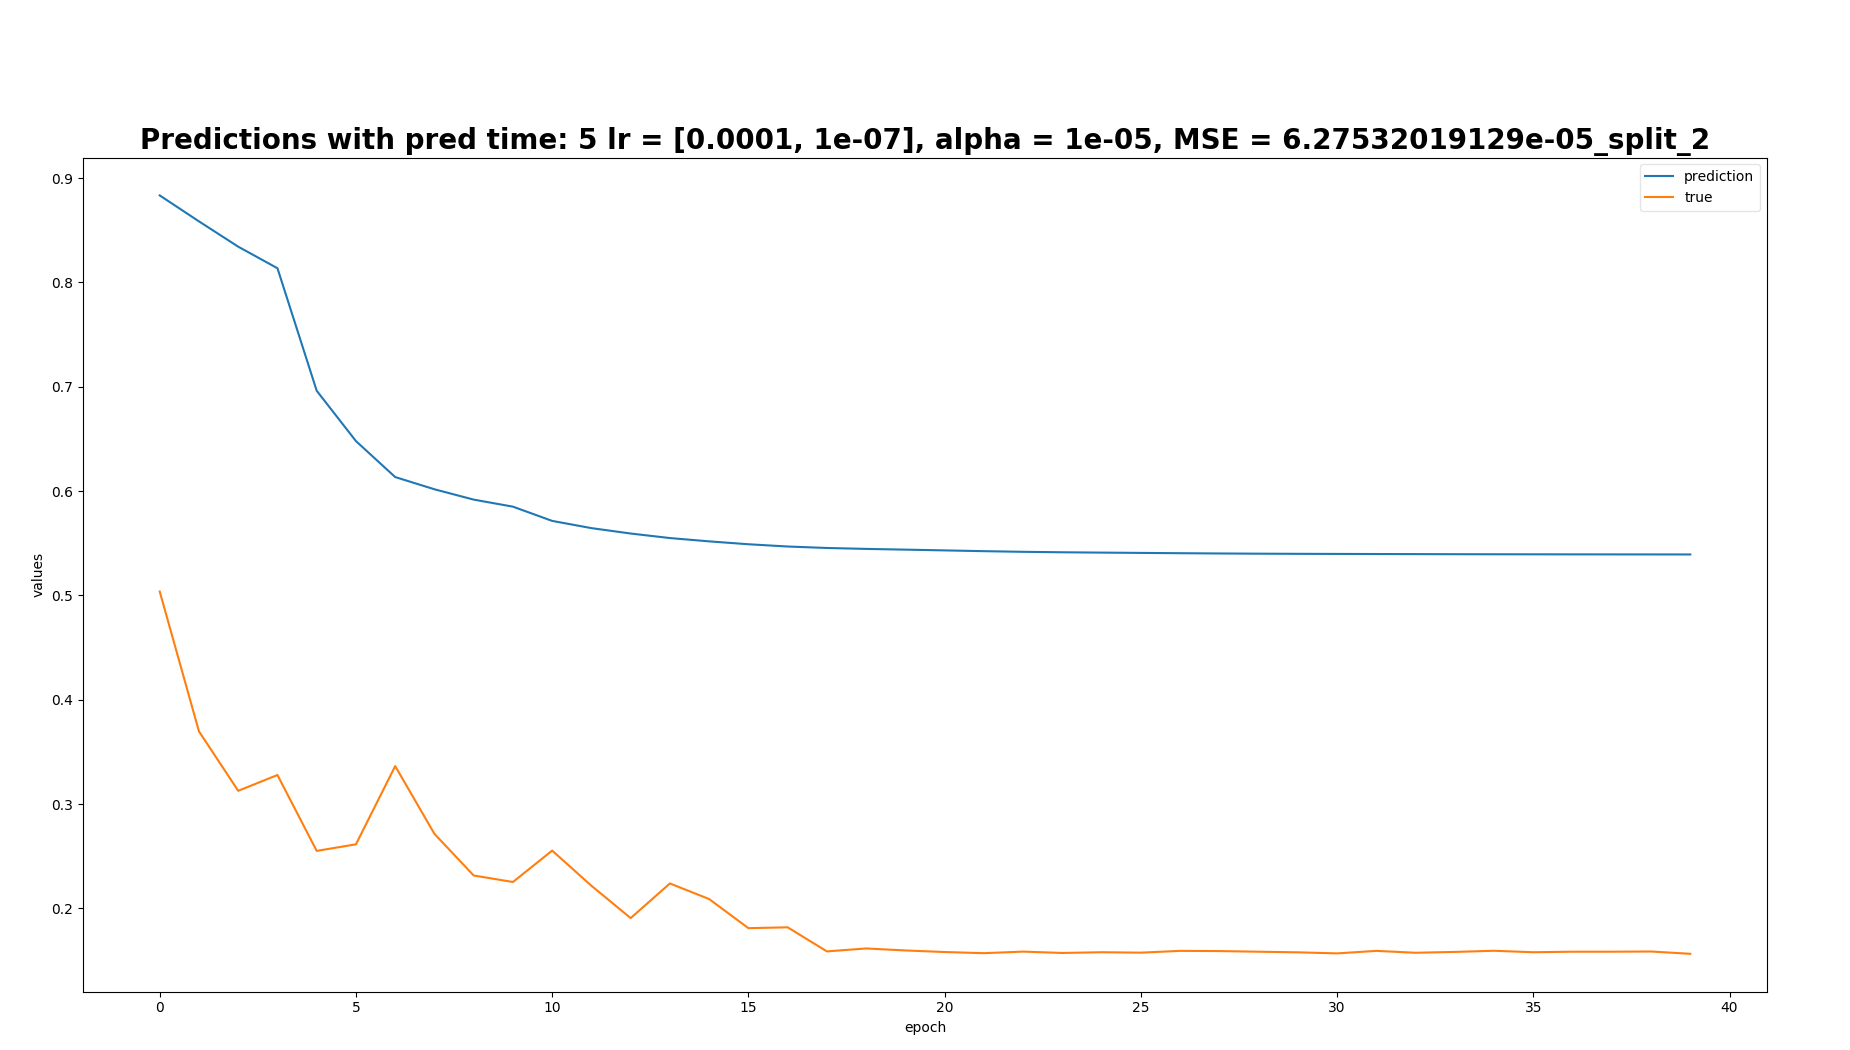 Predictions with pred time: 5 lr = [0.0001, 1e-07], alpha = 1e-05, MSE = 6.27532019129e-05_split_2
prediction
true
0.9
0.8
0.7
0.6
0.5
0.4
0.3
0.2
values
0 5 10 15 20 25 30 35 40
epoch